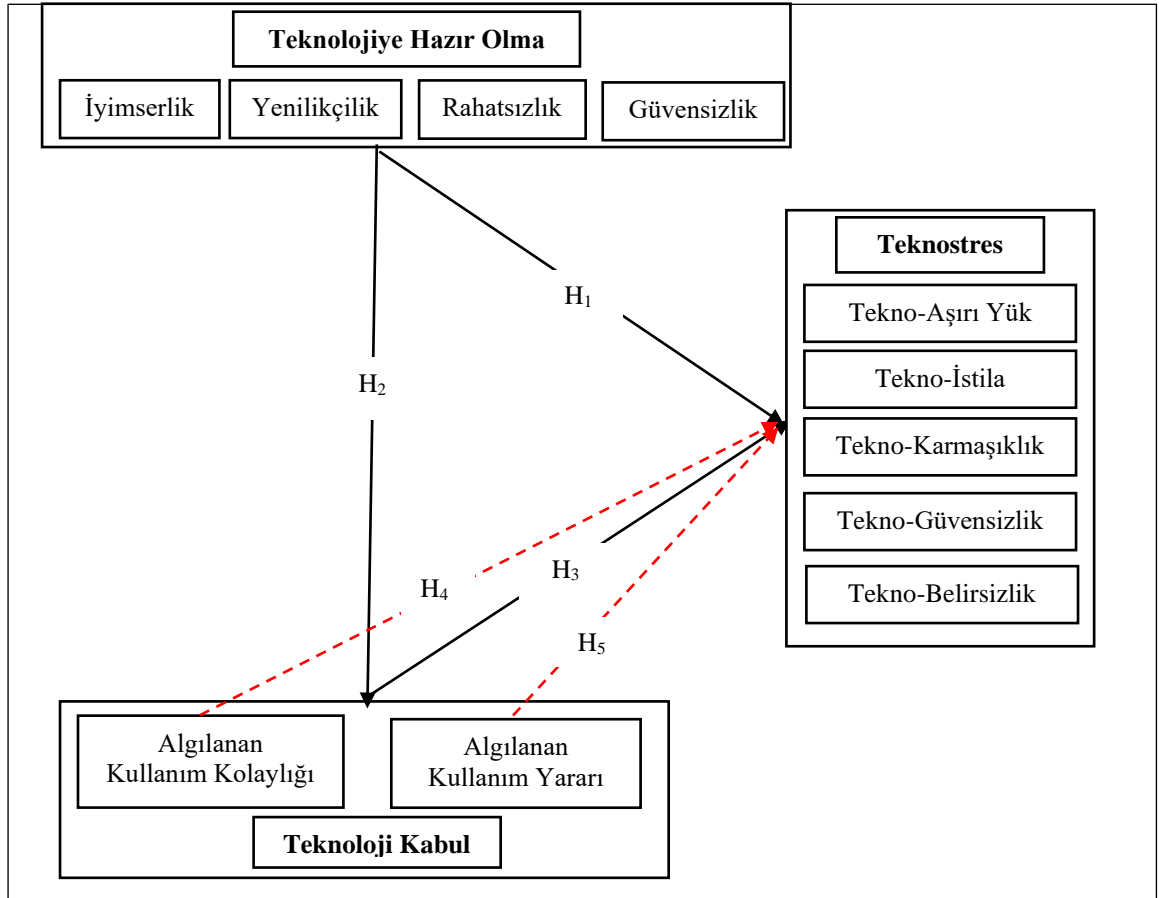 Teknolojiye Hazır Olma
İyimserlik
Yenilikçilik
Rahatsızlık
Güvensizlik
Teknostres
Tekno-Aşırı Yük
Tekno-İstila
Tekno-Karmaşıklık
Tekno-Güvensizlik
Tekno-Belirsizlik
H₁
H₂
H₃
H₄
H₅
Algılanan
Kullanım Kolaylığı
Algılanan
Kullanım Yararı
Teknoloji Kabul